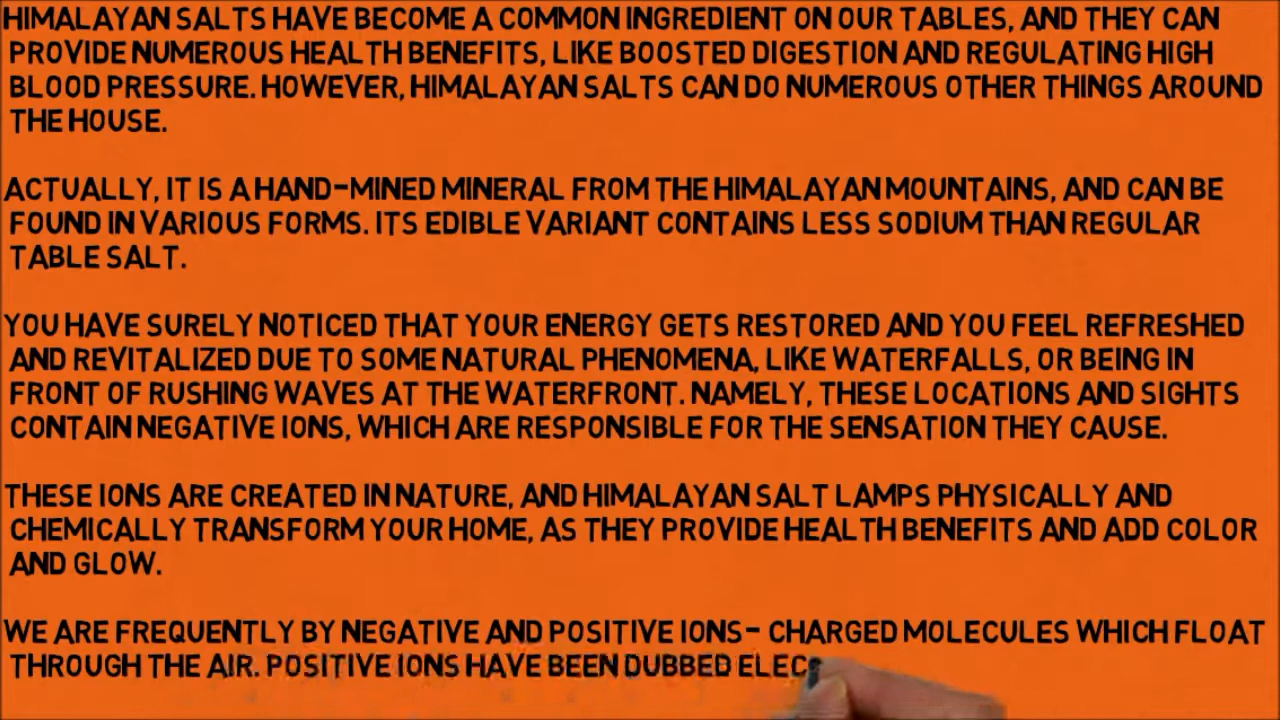 HIMALAYAN SALTS HAVE BECOME A COMMON INGREDIENT ON OUR TABLES, AND THEY CAN
PROVIDE NUMEROUS HEALTH BENEFITS, LIKE BOOSTED DIGESTION AND REGULATING HIGH
BLOOD PRESSURE. HOWEVER, HIMALAYAN SALTS CAN DO NUMEROUS OTHER THINGS AROUND
THE HOUSE.
ACTUALLY, IT IS A HAND-MINED MINERAL FROM THE HIMALAYAN MOUNTAINS, AND CAN BE
FOUND IN VARIOUS FORMS. ITS EDIBLE VARIANT CONTAINS LESS SODIUM THAN REGULAR
TABLE SALT.
YOU HAVE SURELY NOTICED THAT YOUR ENERGY GETS RESTORED AND YOU FEEL REFRESHED
AND REVITALIZED DUE TO SOME NATURAL PHENOMENA, LIKE WATERFALLS, OR BEING IN
FRONT OF RUSHING WAVES AT THE WATERFRONT. NAMELY, THESE LOCATIONS AND SIGHTS
CONTAIN NEGATIVE IONS, WHICH ARE RESPONSIBLE FOR THE SENSATION THEY CAUSE.
THESE IONS ARE CREATED IN NATURE, AND HIMALAYAN SALT LAMPS PHYSICALLY AND
CHEMICALLY TRANSFORM YOUR HOME, AS THEY PROVIDE HEALTH BENEFITS AND ADD COLOR
AND GLOW.
WE ARE FREQUENTLY BY NEGATIVE AND POSITIVE IONS- CHARGED MOLECULES WHICH FLOAT
THROUGH THE AIR. POSITIVE IONS HAVE BEEN DUBBED ELEC